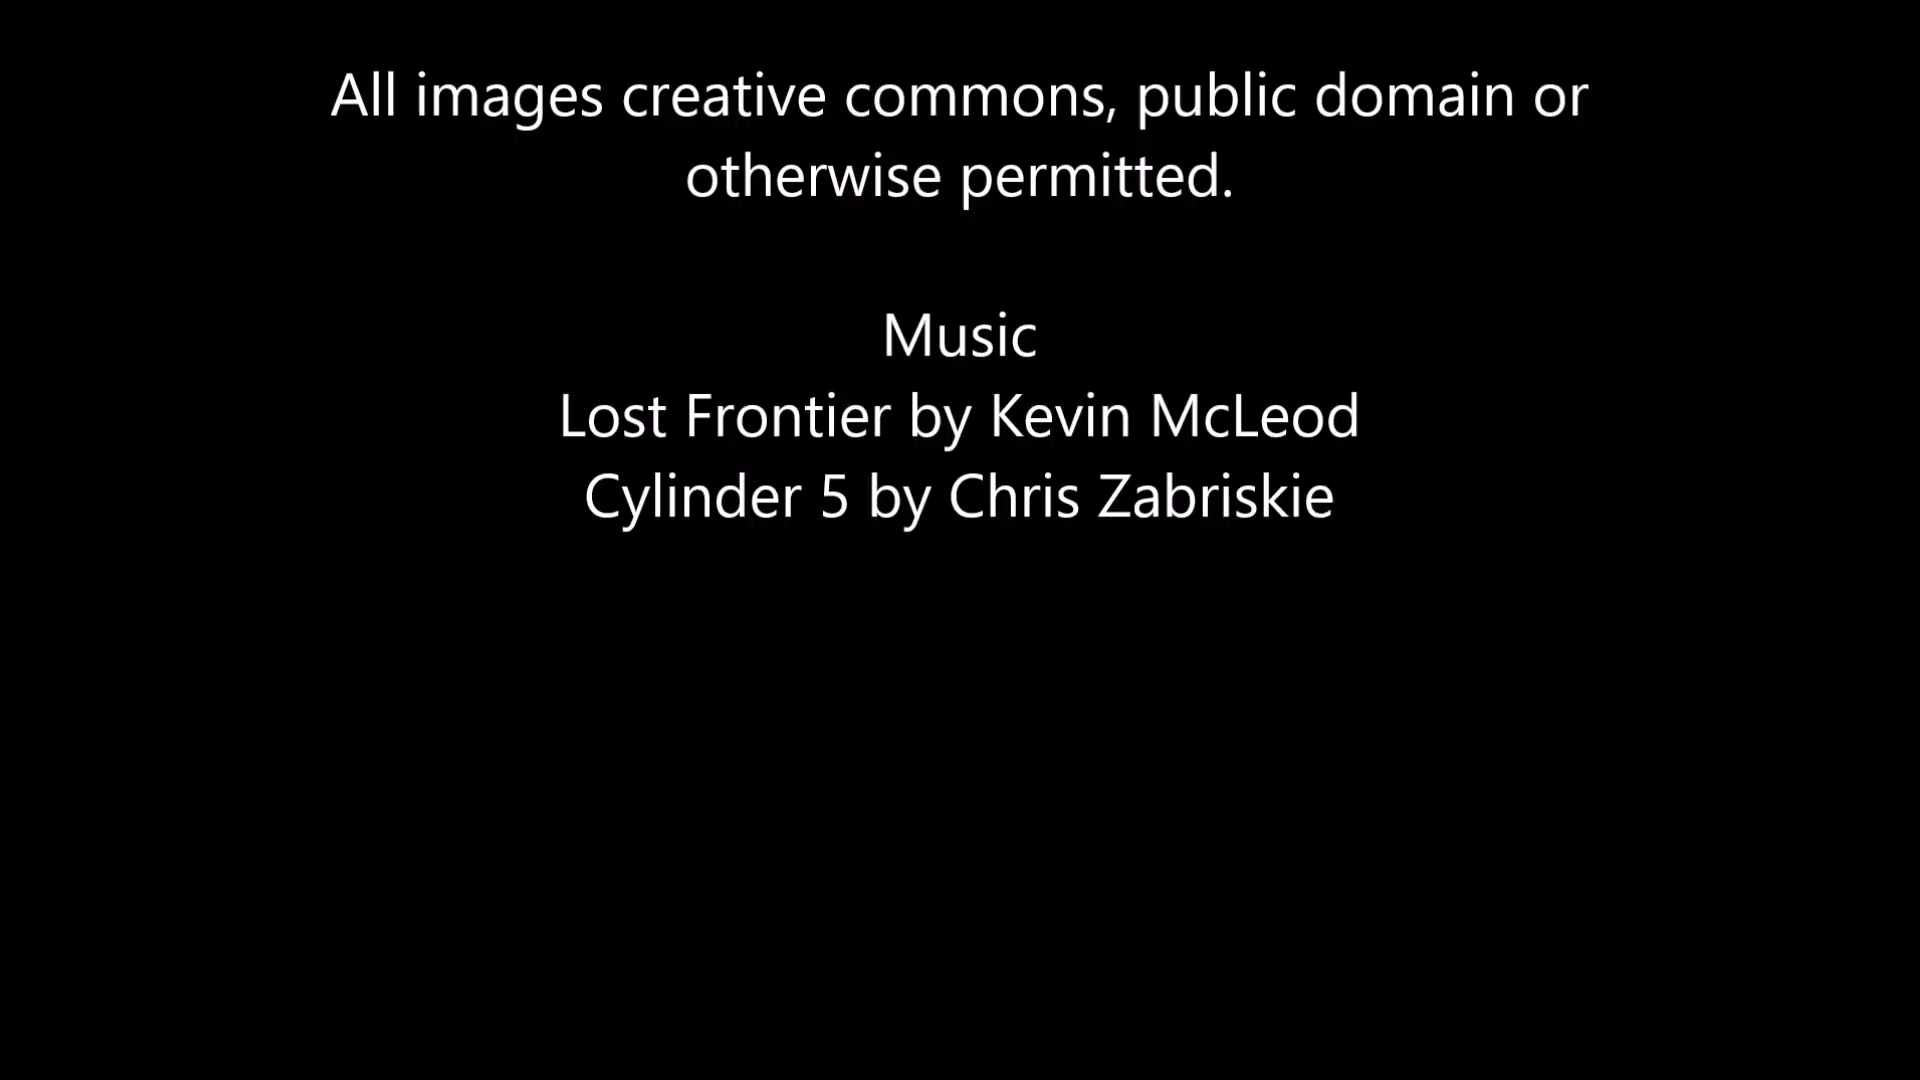 All images creative commons, public domain or
otherwise permitted.
Music
Lost Frontier by Kevin McLeod
Cylinder 5 by Chris Zabriskie